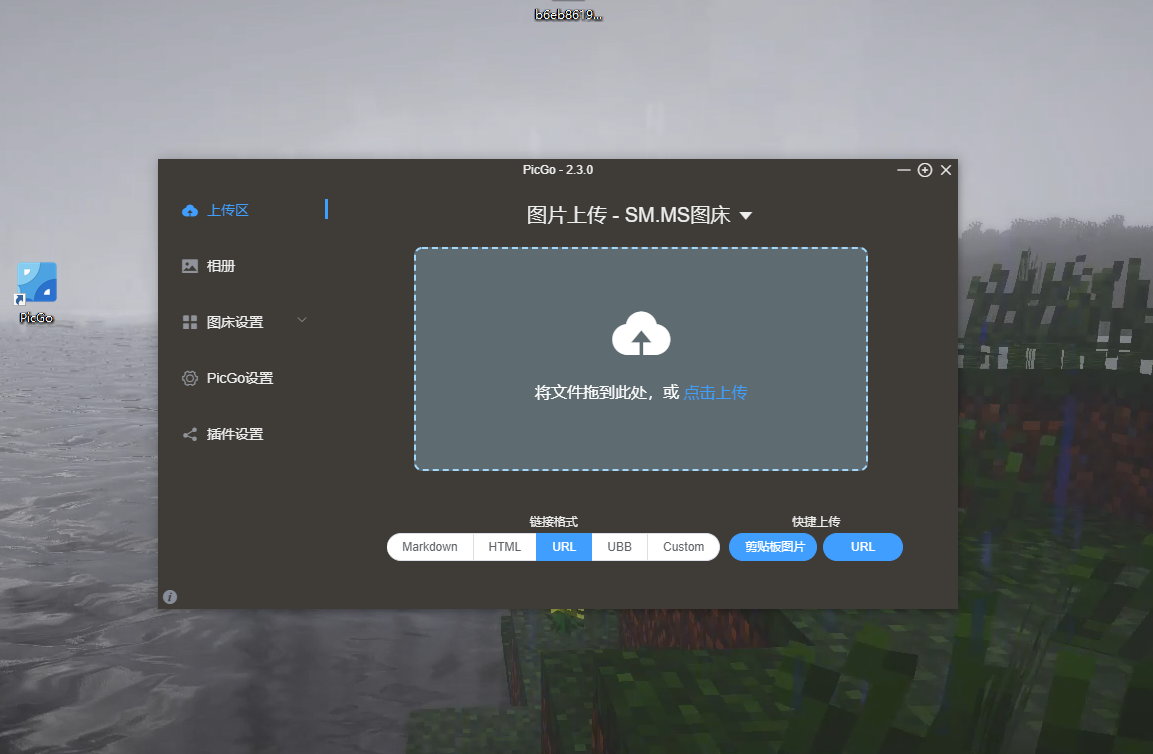 b6eb8619...
PicGo
PicGo - 2.3.0
上传区
相册
图床设置
PicGo设置
插件设置
图片上传 - SM.MS图床
将文件拖到此处，或 点击上传
链接格式
Markdown HTML URL UBB Custom
快捷上传
剪贴板图片 URL